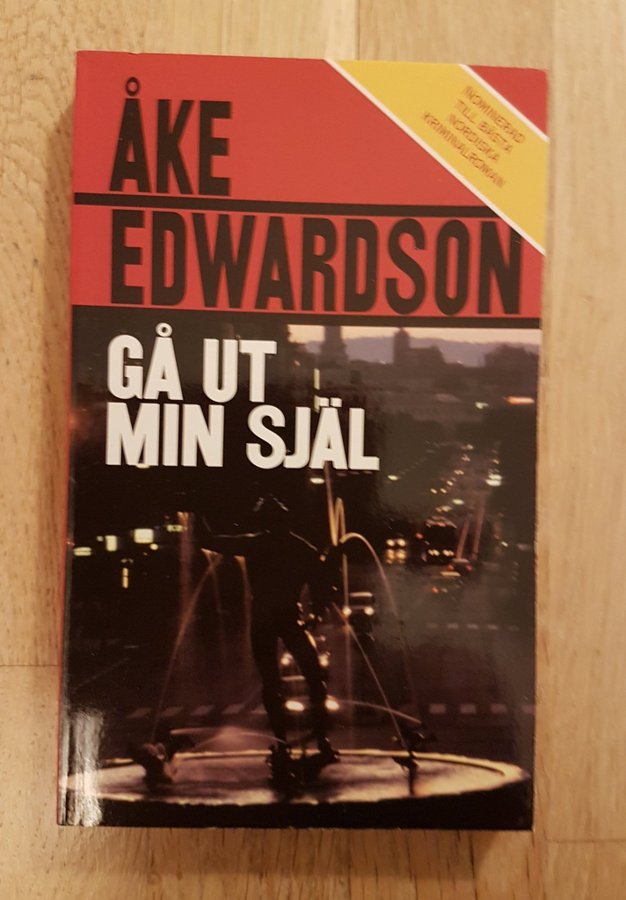 ÅKE
EDWARDSON
NOMINERAD
TILL BÄSTA
NORDISKA
KRIMINALROMAN
GÅ UT
MIN SJÄL